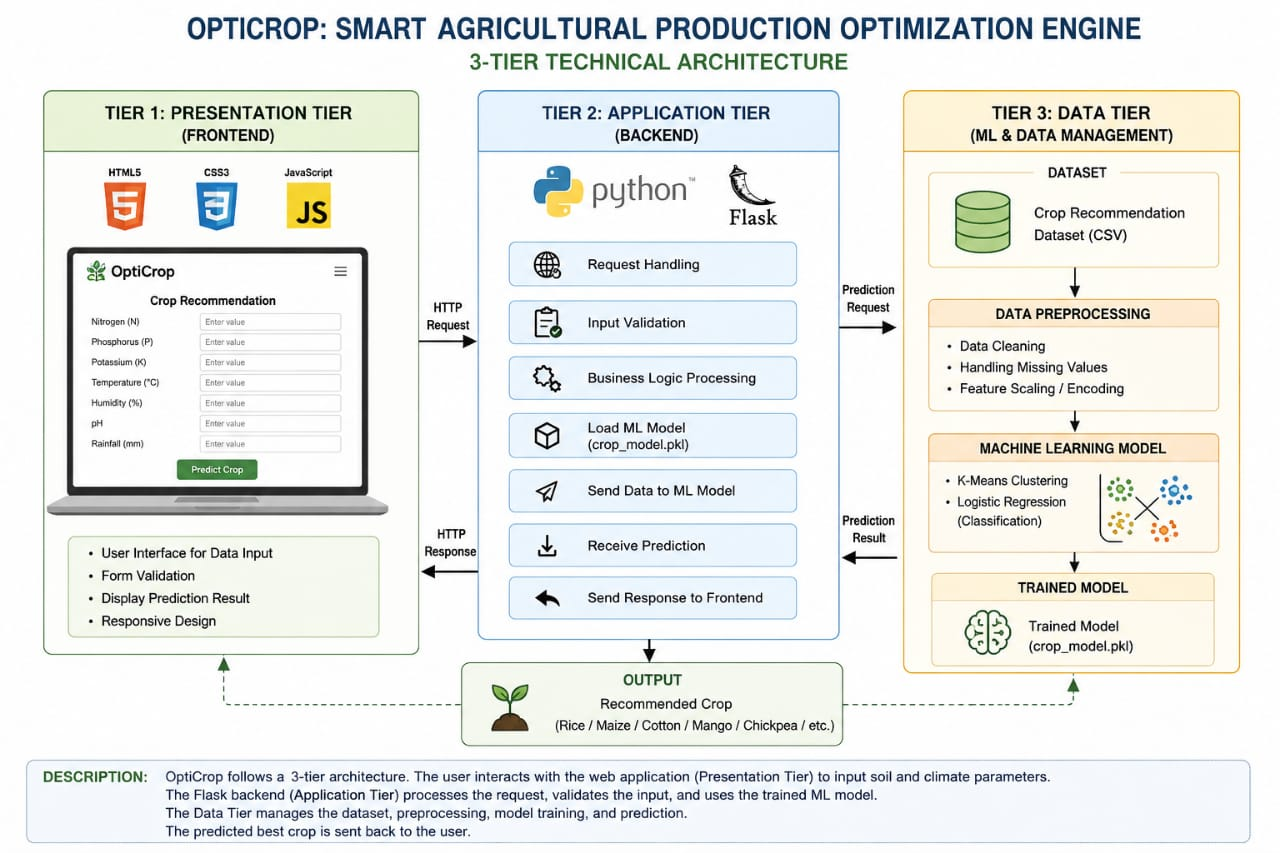 OPTICROP: SMART AGRICULTURAL PRODUCTION OPTIMIZATION ENGINE
3-TIER TECHNICAL ARCHITECTURE
TIER 1: PRESENTATION TIER
(FRONTEND)
HTML5
CSS3
JavaScript
5
3
JS
OptiCrop
Crop Recommendation
Nitrogen (N)
Enter value
Phosphorus (P)
Enter value
Potassium (K)
Enter value
Temperature (°C)
Enter value
Humidity (%)
Enter value
pH
Enter value
Rainfall (mm)
Enter value
Predict Crop
• User Interface for Data Input
• Form Validation
• Display Prediction Result
• Responsive Design
HTTP
Request
HTTP
Response
TIER 2: APPLICATION TIER
(BACKEND)
python™
Flask
Request Handling
Input Validation
Business Logic Processing
Load ML Model
(crop_model.pkl)
Send Data to ML Model
Receive Prediction
Send Response to Frontend
Prediction
Request
Prediction
Result
TIER 3: DATA TIER
(ML & DATA MANAGEMENT)
DATASET
Crop Recommendation
Dataset (CSV)
DATA PREPROCESSING
• Data Cleaning
• Handling Missing Values
• Feature Scaling / Encoding
MACHINE LEARNING MODEL
• K-Means Clustering
• Logistic Regression
(Classification)
TRAINED MODEL
Trained Model
(crop_model.pkl)
OUTPUT
Recommended Crop
(Rice / Maize / Cotton / Mango / Chickpea / etc.)
DESCRIPTION: OptiCrop follows a 3-tier architecture. The user interacts with the web application (Presentation Tier) to input soil and climate parameters.
The Flask backend (Application Tier) processes the request, validates the input, and uses the trained ML model.
The Data Tier manages the dataset, preprocessing, model training, and prediction.
The predicted best crop is sent back to the user.